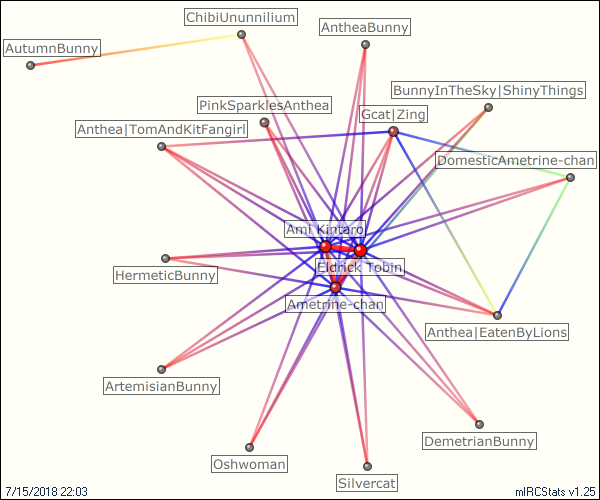 ChibiUnunnilium
AntheaBunny
AutumnBunny
BunnyInTheSky|ShinyThings
PinkSparklesAnthea
Gcat|Zing
Anthea|TomAndKitFangirl
DomesticAmetrine-chan
Ami Kintaro
Eldrick Tobin
HermeticBunny
Ametrine-chan
Anthea|EatenByLions
ArtemisianBunny
DemetrianBunny
Oshwoman
Silvercat
7/15/2018 22:03
mIRCStats v1.25